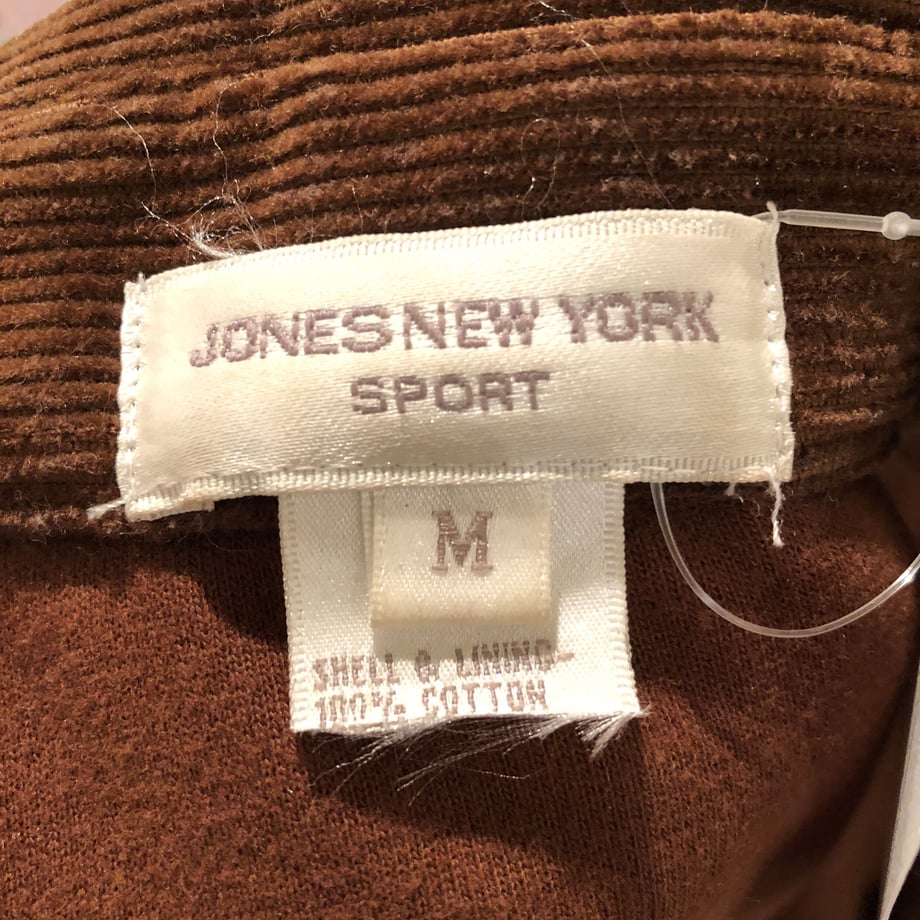 JONES NEW YORK
SPORT
M
SHELL & LINING-
100% COTTON